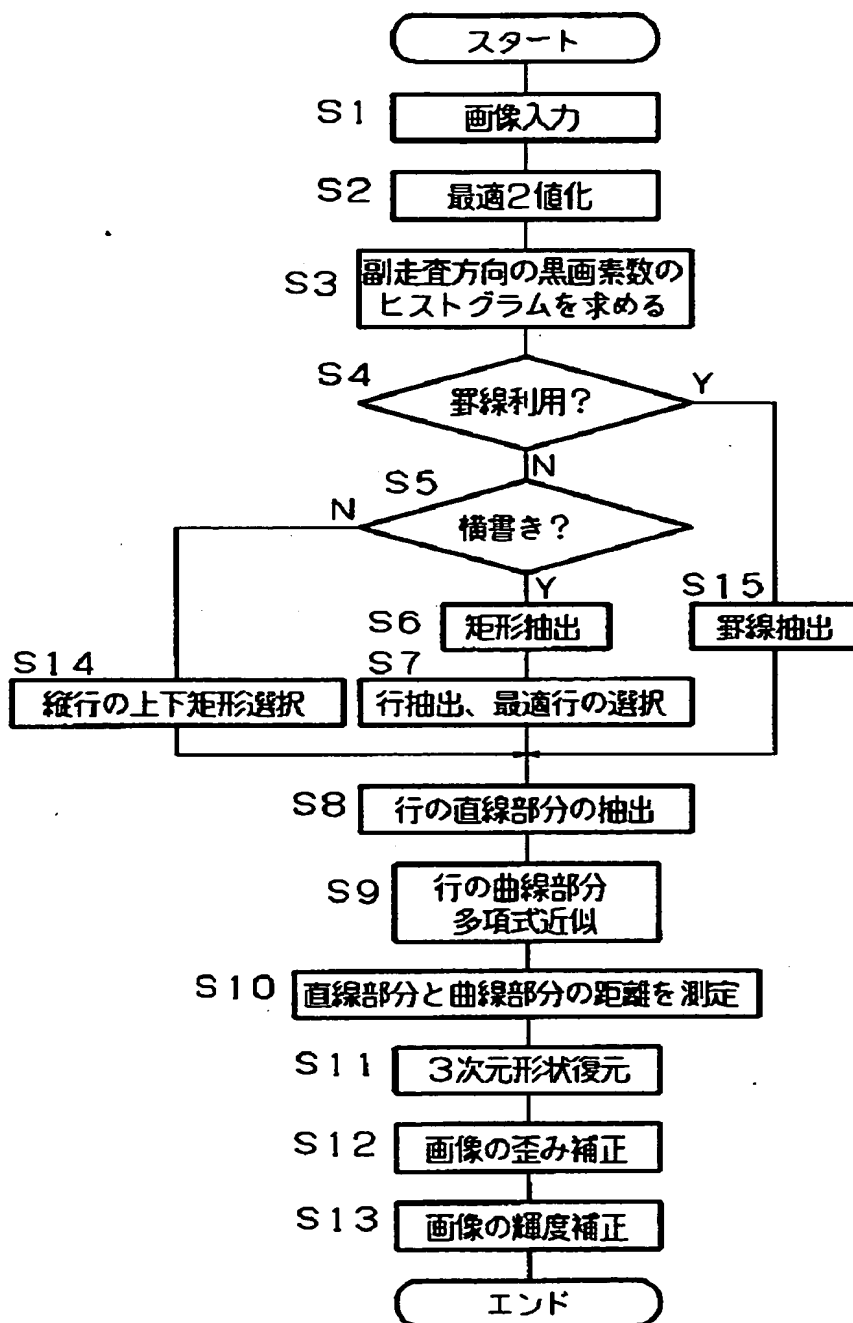 スタート
S1 画像入力
S2 最適2値化
S3 副走査方向の黒画素数の
ヒストグラムを求める
S4 罫線利用? Y
N
S5 横書き? N
Y
S15 罫線抽出
S6 矩形抽出
S14 縦行の上下矩形選択
S7 行抽出、最適行の選択
S8 行の直線部分の抽出
S9 行の曲線部分
多項式近似
S10 直線部分と曲線部分の距離を測定
S11 3次元形状復元
S12 画像の歪み補正
S13 画像の輝度補正
エンド